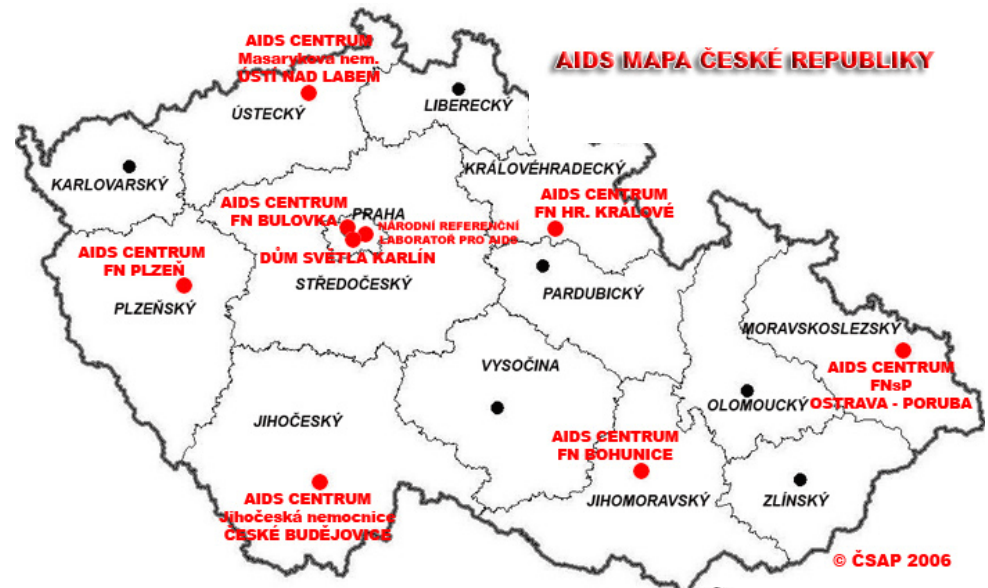 AIDS MAPA ČESKÉ REPUBLIKY
AIDS CENTRUM
Masarykova nem.
ÚSTÍ NAD LABEM
ÚSTECKÝ
LIBERECKÝ
KARLOVARSKÝ
KRÁLOVÉHRADECKÝ
AIDS CENTRUM
FN HR. KRÁLOVÉ
AIDS CENTRUM
FN BULOVKA
PRAHA
NÁRODNÍ REFERENČNÍ
LABORATOŘ PRO AIDS
DŮM SVĚTLA KARLÍN
STŘEDOČESKÝ
AIDS CENTRUM
FN PLZEŇ
PLZEŇSKÝ
PARDUBICKÝ
MORAVSKOSLEZSKÝ
AIDS CENTRUM
FNsP
OSTRAVA - PORUBA
VYSOČINA
OLOMOUCKÝ
JIHOČESKÝ
AIDS CENTRUM
FN BOHUNICE
JIHOMORAVSKÝ
ZLÍNSKÝ
AIDS CENTRUM
Jihočeská nemocnice
ČESKÉ BUDĚJOVICE
© ČSAP 2006